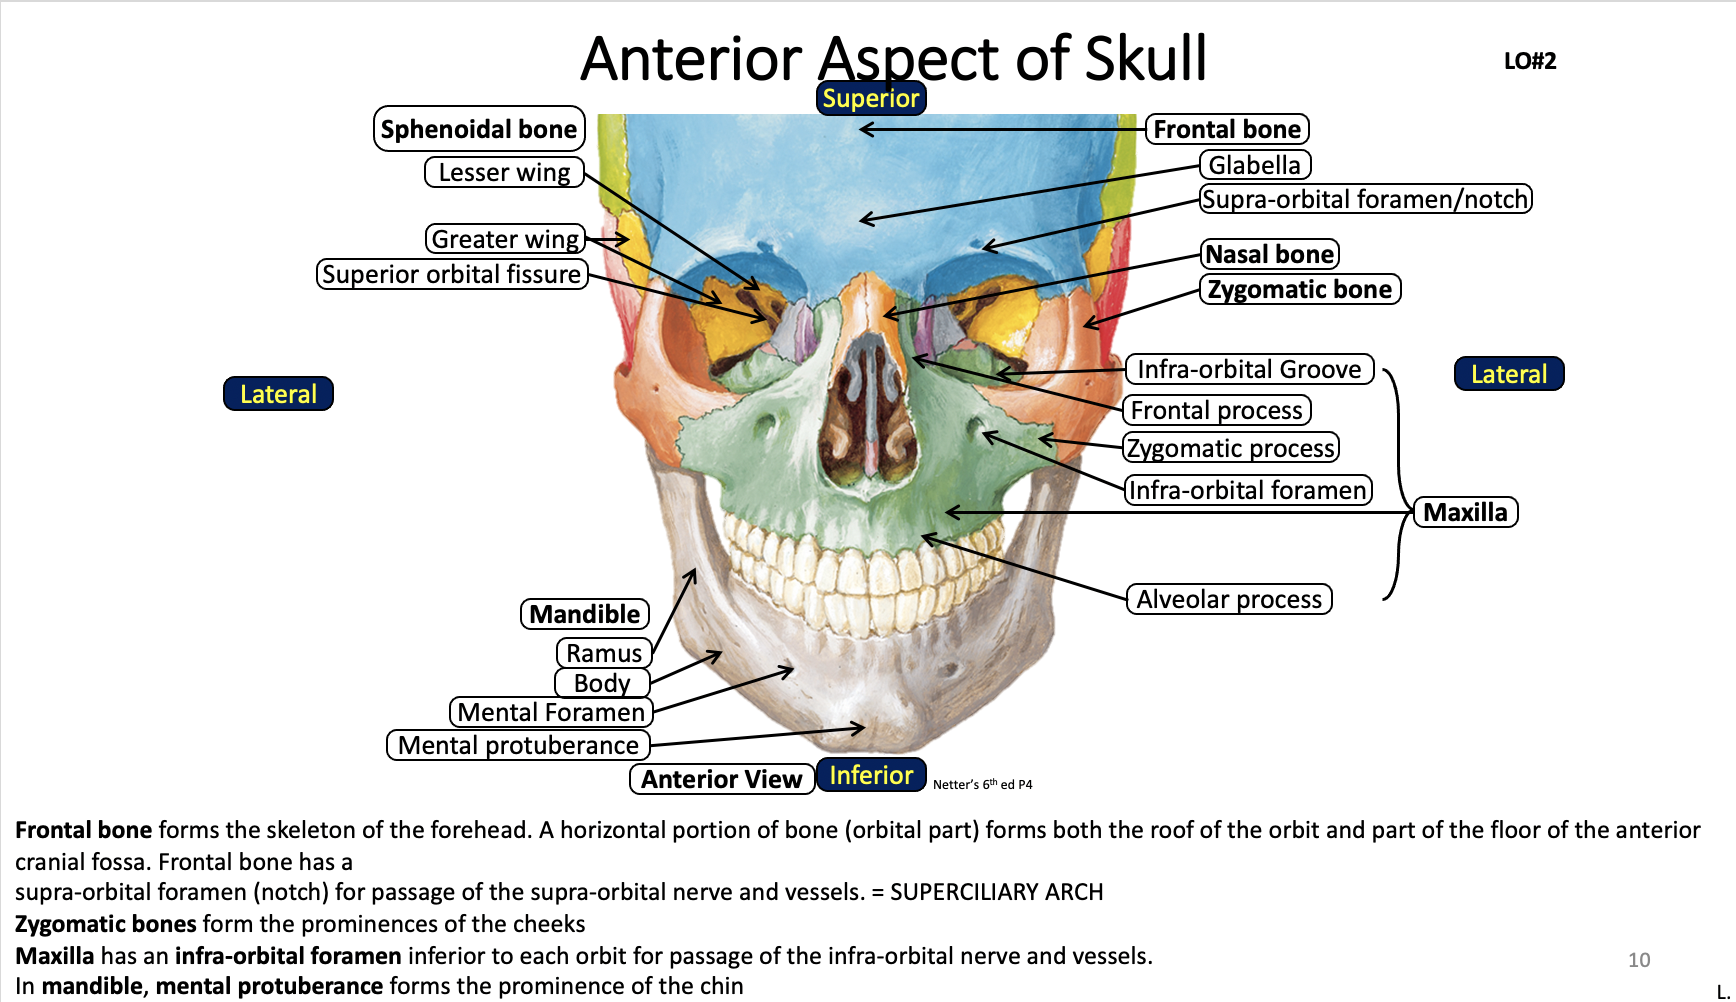 Anterior Aspect of Skull
LO#2
Superior
Sphenoidal bone
Lesser wing
Greater wing
Superior orbital fissure
Frontal bone
Glabella
Supra-orbital foramen/notch
Nasal bone
Zygomatic bone
Lateral
Lateral
Infra-orbital Groove
Frontal process
Zygomatic process
Infra-orbital foramen
Maxilla
Alveolar process
Mandible
Ramus
Body
Mental Foramen
Mental protuberance
Anterior View
Inferior
Netter's 6th ed P4
Frontal bone forms the skeleton of the forehead. A horizontal portion of bone (orbital part) forms both the roof of the orbit and part of the floor of the anterior
cranial fossa. Frontal bone has a
supra-orbital foramen (notch) for passage of the supra-orbital nerve and vessels. = SUPERCILIARY ARCH
Zygomatic bones form the prominences of the cheeks
Maxilla has an infra-orbital foramen inferior to each orbit for passage of the infra-orbital nerve and vessels.
In mandible, mental protuberance forms the prominence of the chin
10
L.